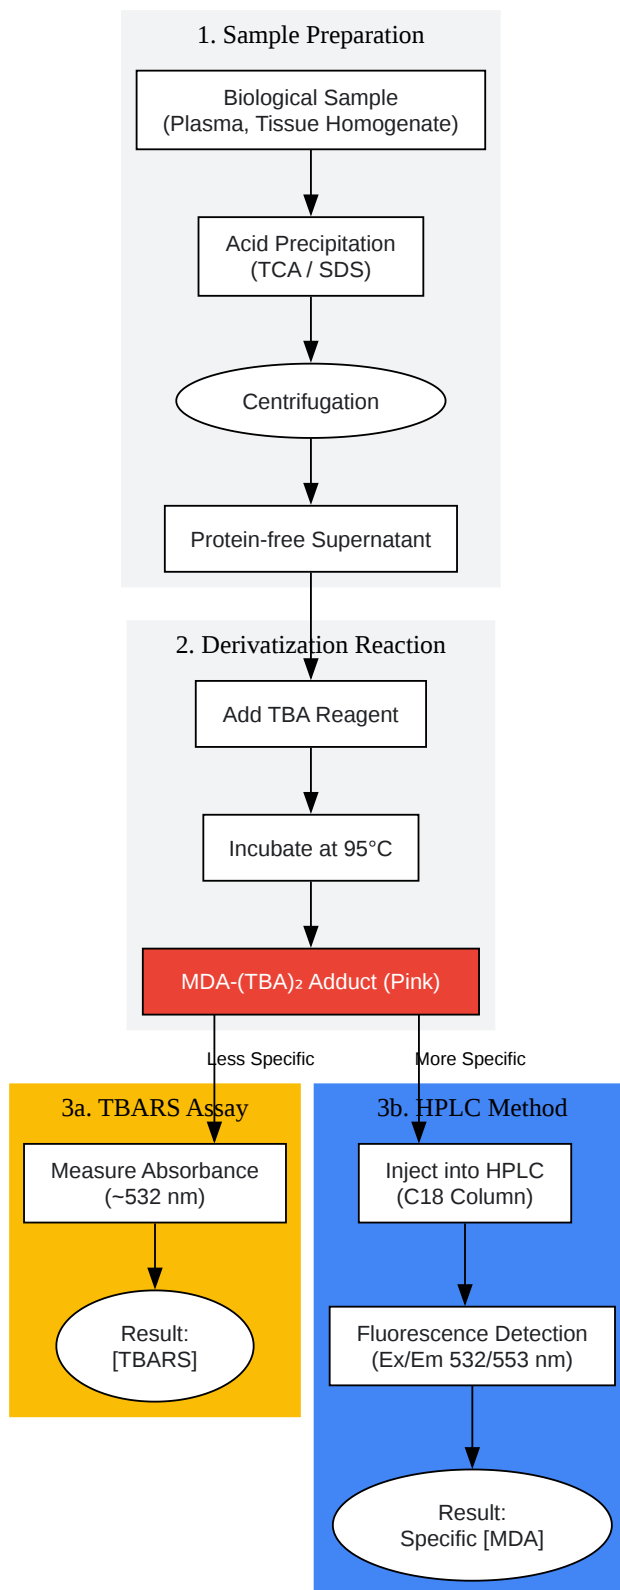 1. Sample Preparation
Biological Sample
(Plasma, Tissue Homogenate)
Acid Precipitation
(TCA / SDS)
Centrifugation
Protein-free Supernatant
2. Derivatization Reaction
Add TBA Reagent
Incubate at 95°C
MDA-(TBA)₂ Adduct (Pink)
Less Specific
More Specific
3a. TBARS Assay
Measure Absorbance
(~532 nm)
Result:
[TBARS]
3b. HPLC Method
Inject into HPLC
(C18 Column)
Fluorescence Detection
(Ex/Em 532/553 nm)
Result:
Specific [MDA]